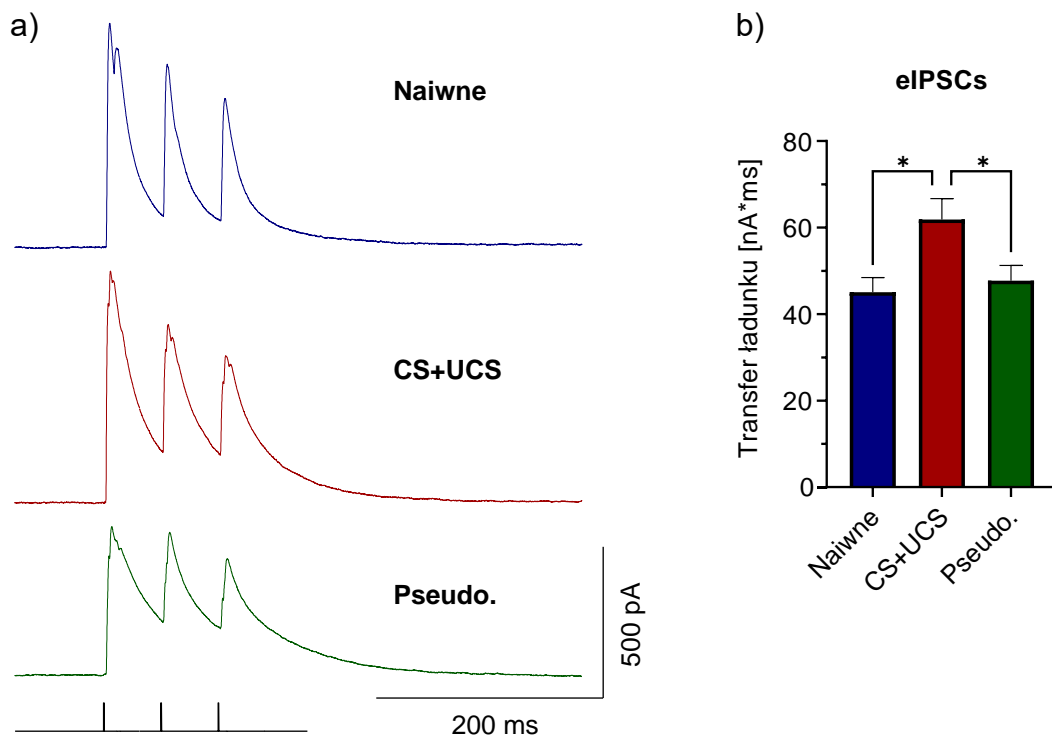 a)
Naiwne
CS+UCS
Pseudo.
500 pA
200 ms
b)
eIPSCs
Transfer ładunku [nA*ms]
80
60
40
20
0
*
*
Naiwne
CS+UCS
Pseudo.